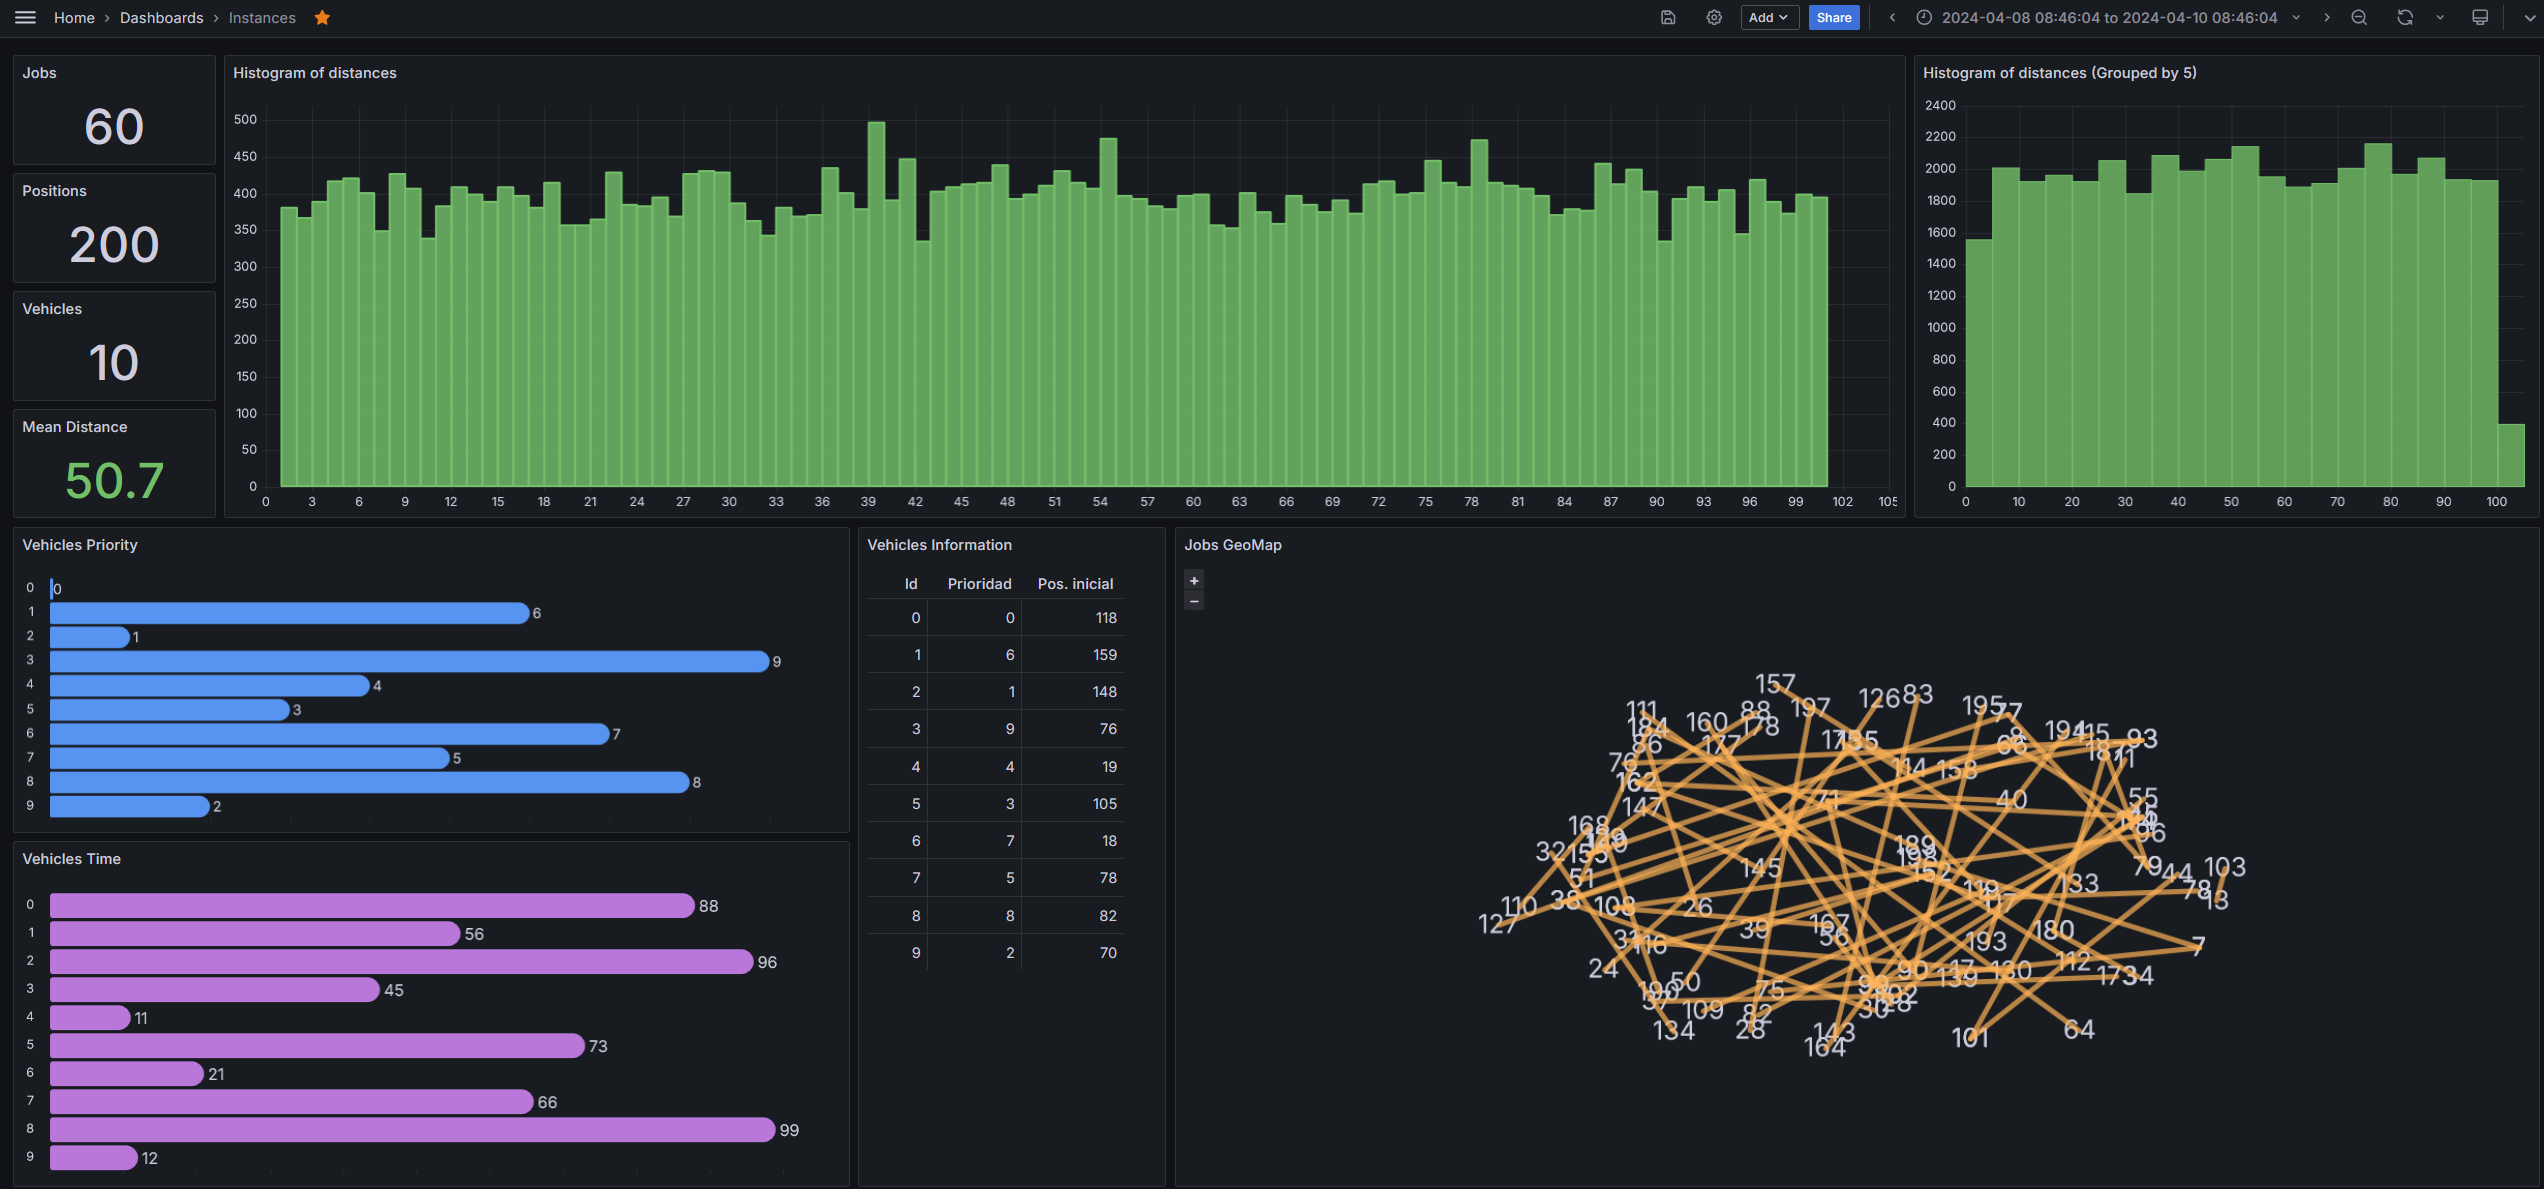 Home › Dashboards › Instances
Add
Share
2024-04-08 08:46:04 to 2024-04-10 08:46:04
Jobs
60
Positions
200
Vehicles
10
Mean Distance
50.7
Histogram of distances
500
450
400
350
300
250
200
150
100
50
0
0 3 6 9 12 15 18 21 24 27 30 33 36 39 42 45 48 51 54 57 60 63 66 69 72 75 78 81 84 87 90 93 96 99 102 105
Histogram of distances (Grouped by 5)
2400
2200
2000
1800
1600
1400
1200
1000
800
600
400
200
0
0 10 20 30 40 50 60 70 80 90 100
Vehicles Priority
0 0
1 6
2 1
3 9
4 4
5 3
6 7
7 5
8 8
9 2
Vehicles Time
0 88
1 56
2 96
3 45
4 11
5 73
6 21
7 66
8 99
9 12
Vehicles Information
Id Prioridad Pos. inicial
0 0 118
1 6 159
2 1 148
3 9 76
4 4 19
5 3 105
6 7 18
7 5 78
8 8 82
9 2 70
Jobs GeoMap
+
−
157
111 160 88 197 126 83 195 77
184 178 194
86 177 93
76 114 158
162
147 71 40 55
168 96
32 189
51 145 152 79 44 103
110 38 108 26 133 78 13
127 39 167 56 193 180 7
116
24 50 75 90 139 130 112 173 34
190 109 82 102
134 28 143 164 101 64